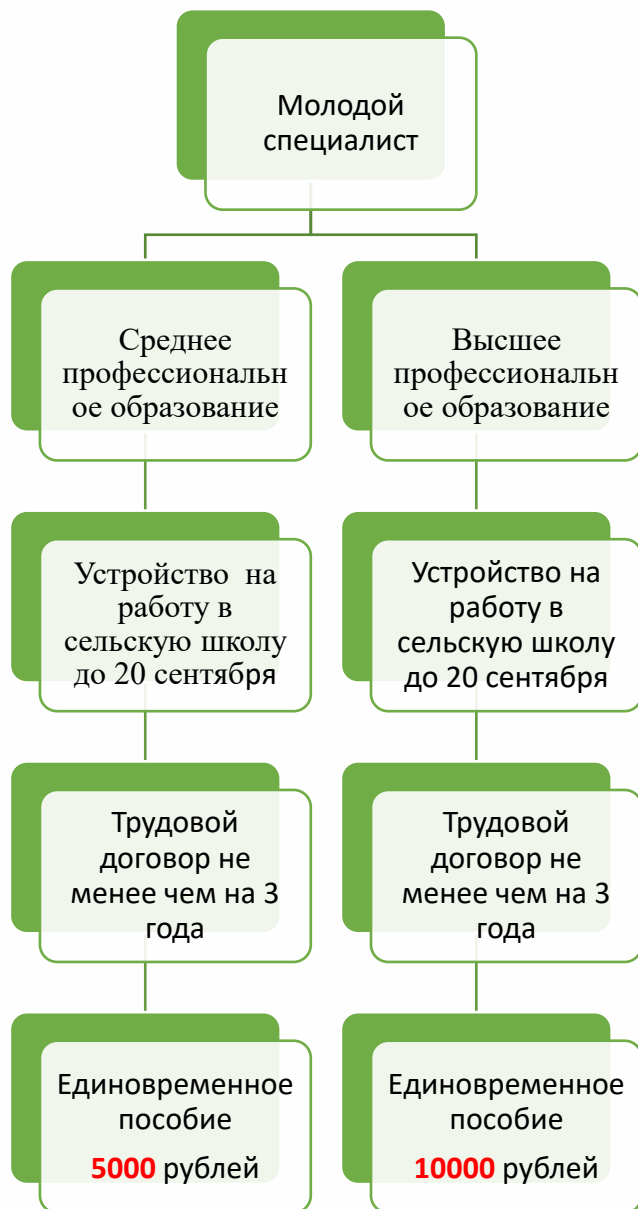 Молодой
специалист
Среднее
профессиональн
ое образование
Высшее
профессиональн
ое образование
Устройство на
работу в
сельскую школу
до 20 сентября
Устройство на
работу в
сельскую школу
до 20 сентября
Трудовой
договор не
менее чем на 3
года
Трудовой
договор не
менее чем на 3
года
Единовременное
пособие
5000 рублей
Единовременное
пособие
10000 рублей